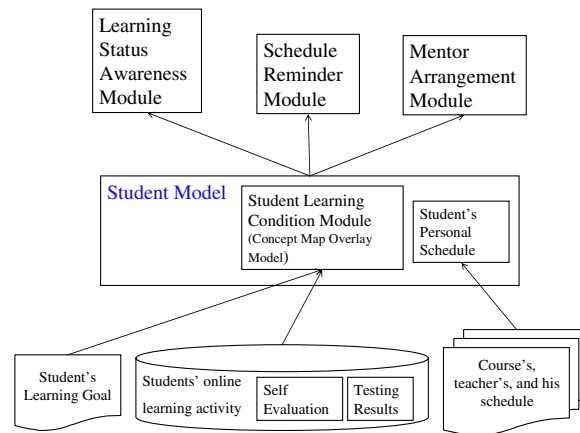 Learning
Status
Awareness
Module
Schedule
Reminder
Module
Mentor
Arrangement
Module
Student Model
Student Learning
Condition Module
(Concept Map Overlay
Model)
Student's
Personal
Schedule
Student's
Learning Goal
Students' online
learning activity
Self
Evaluation
Testing
Results
Course's,
teacher's, and his
schedule